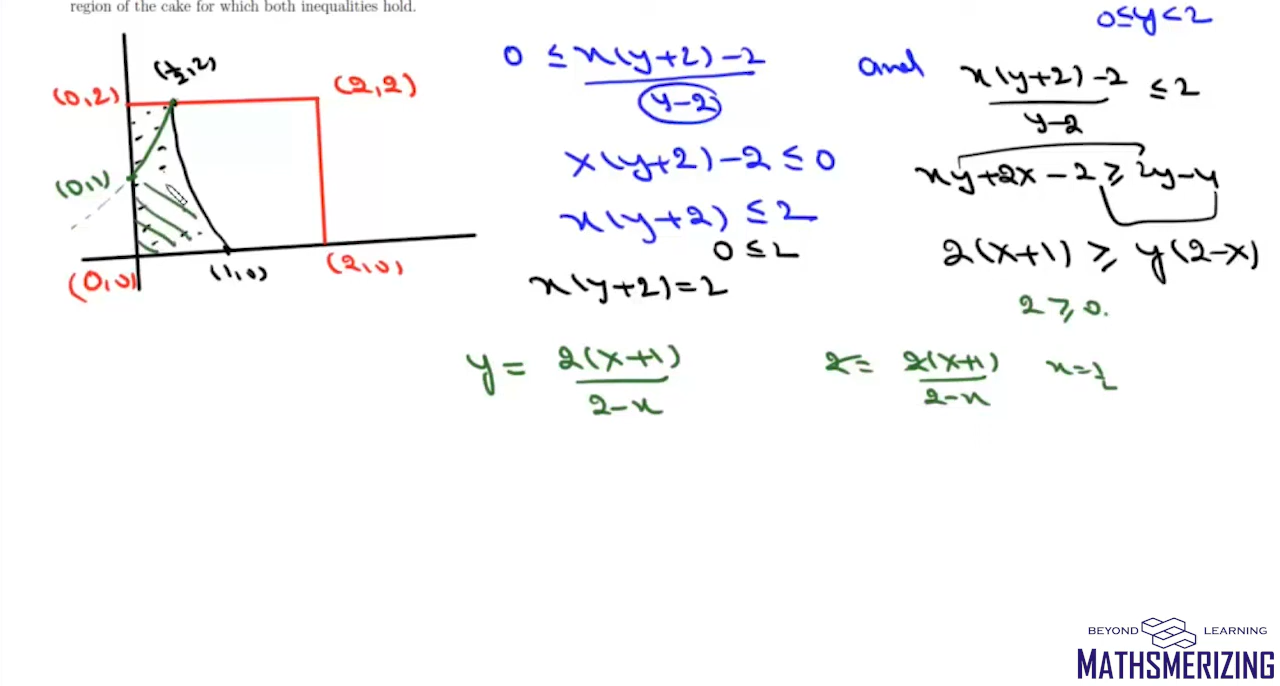 region of the cake for which both inequalities hold.
0≤y<2
(½,2)
(0,2)
(2,2)
(0,1)
(0,0)
(1,0)
(2,0)
0 ≤ x(y+2)-2 / (y-2) and x(y+2)-2 / (y-2) ≤ 2
x(y+2)-2 ≤ 0
xy+2x-2 ≥ 2y-4
x(y+2) ≤ 2
0 ≤ 2
2(x+1) ≥ y(2-x)
x(y+2) = 2
2 ≥ 0.
y = 2(x+1) / (2-x)
2 = 2(x+1) / (2-x) x = ½
BEYOND LEARNING
MATHSMERIZING